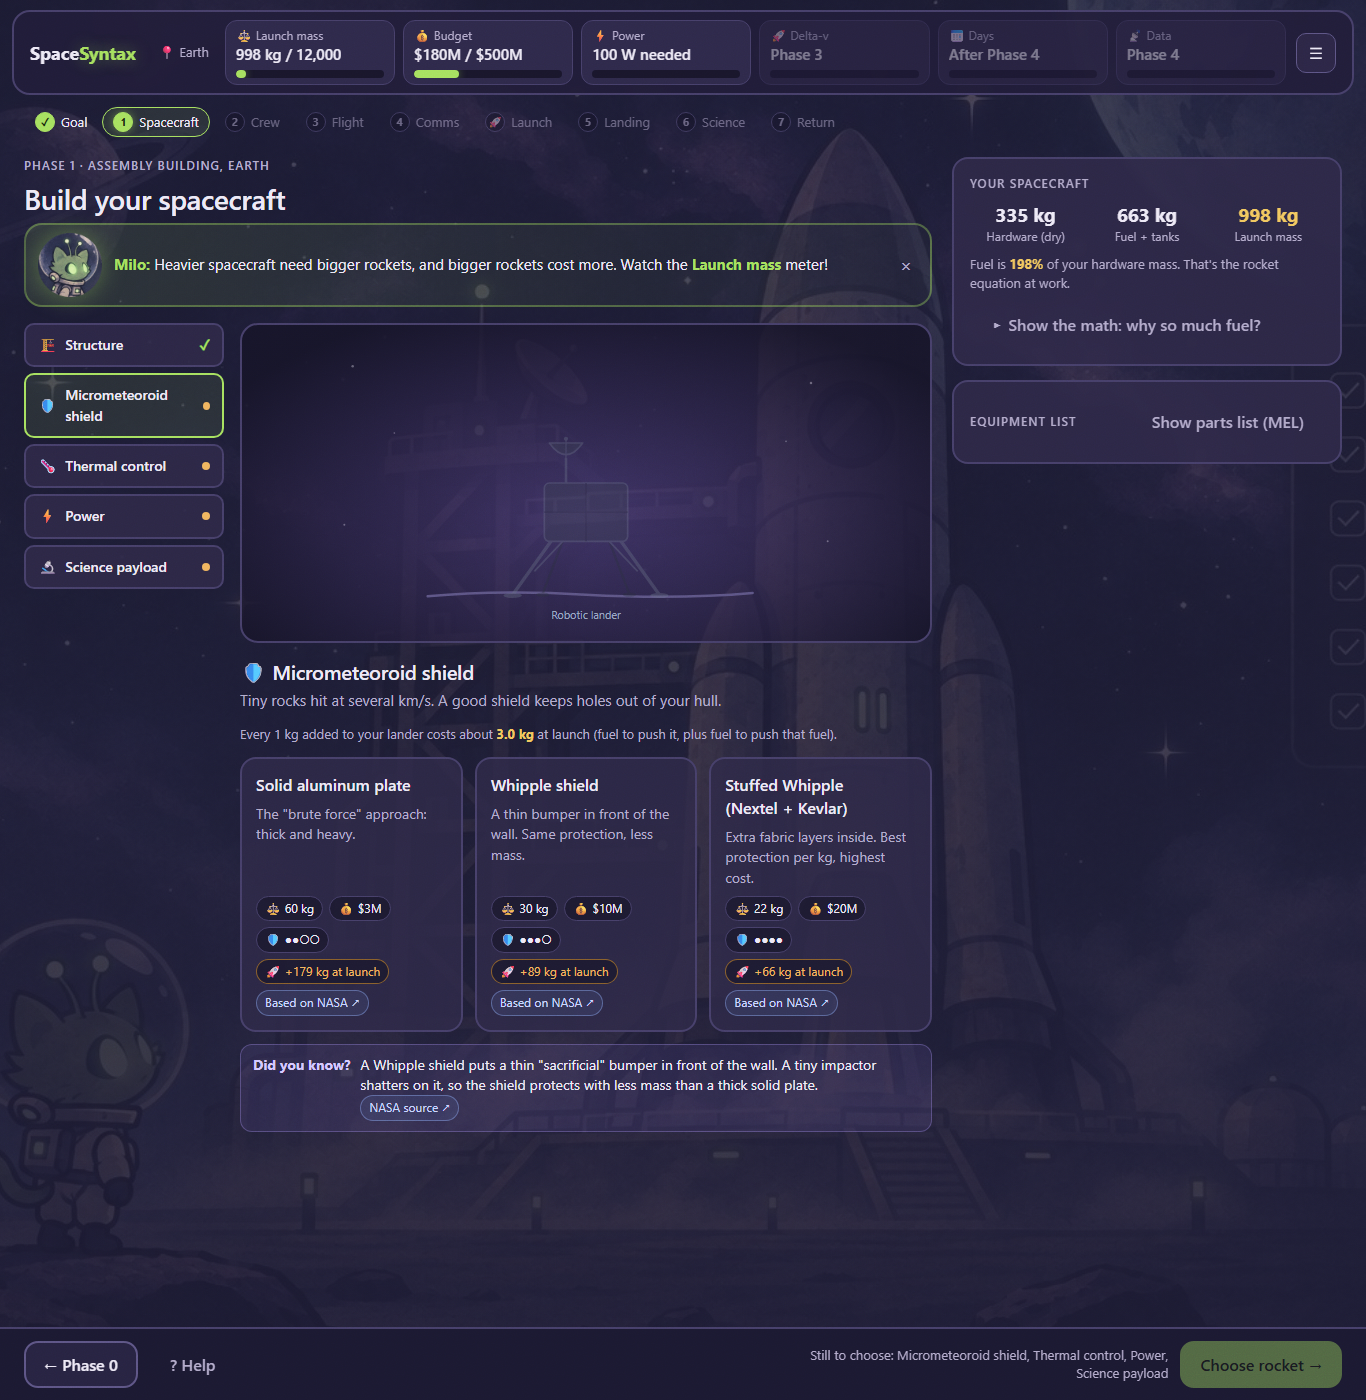 SpaceSyntax
Earth
Launch mass
998 kg / 12,000
Budget
$180M / $500M
Power
100 W needed
Delta-v
Phase 3
Days
After Phase 4
Data
Phase 4
☰
✓ Goal
1 Spacecraft
2 Crew
3 Flight
4 Comms
Launch
5 Landing
6 Science
7 Return
PHASE 1 · ASSEMBLY BUILDING, EARTH
Build your spacecraft
Milo: Heavier spacecraft need bigger rockets, and bigger rockets cost more. Watch the Launch mass meter!
×
Structure ✓
Micrometeoroid
shield
Thermal control
Power
Science payload
Robotic lander
Micrometeoroid shield
Tiny rocks hit at several km/s. A good shield keeps holes out of your hull.
Every 1 kg added to your lander costs about 3.0 kg at launch (fuel to push it, plus fuel to push that fuel).
Solid aluminum plate
The "brute force" approach:
thick and heavy.
60 kg
$3M
●●○○
+179 kg at launch
Based on NASA ↗
Whipple shield
A thin bumper in front of the
wall. Same protection, less
mass.
30 kg
$10M
●●●○
+89 kg at launch
Based on NASA ↗
Stuffed Whipple
(Nextel + Kevlar)
Extra fabric layers inside. Best
protection per kg, highest
cost.
22 kg
$20M
●●●●
+66 kg at launch
Based on NASA ↗
Did you know? A Whipple shield puts a thin "sacrificial" bumper in front of the wall. A tiny impactor
shatters on it, so the shield protects with less mass than a thick solid plate.
NASA source ↗
YOUR SPACECRAFT
335 kg
Hardware (dry)
663 kg
Fuel + tanks
998 kg
Launch mass
Fuel is 198% of your hardware mass. That's the rocket
equation at work.
▸ Show the math: why so much fuel?
EQUIPMENT LIST
Show parts list (MEL)
← Phase 0
? Help
Still to choose: Micrometeoroid shield, Thermal control, Power,
Science payload
Choose rocket →